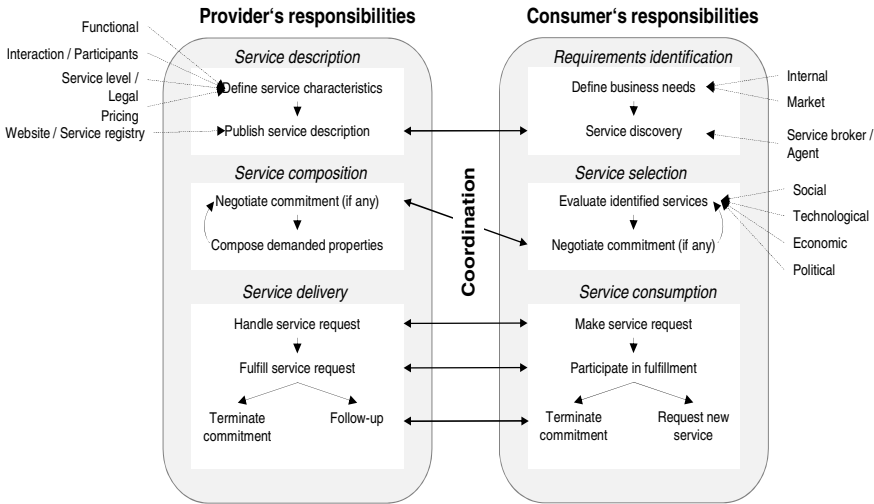 Provider's responsibilities
Consumer's responsibilities
Functional
Interaction / Participants
Service level /
Legal
Pricing
Website / Service registry
Service description
Define service characteristics
Publish service description
Service composition
Negotiate commitment (if any)
Compose demanded properties
Service delivery
Handle service request
Fulfill service request
Terminate
commitment
Follow-up
Coordination
Requirements identification
Define business needs
Service discovery
Service selection
Evaluate identified services
Negotiate commitment (if any)
Service consumption
Make service request
Participate in fulfillment
Terminate
commitment
Request new
service
Internal
Market
Service broker /
Agent
Social
Technological
Economic
Political